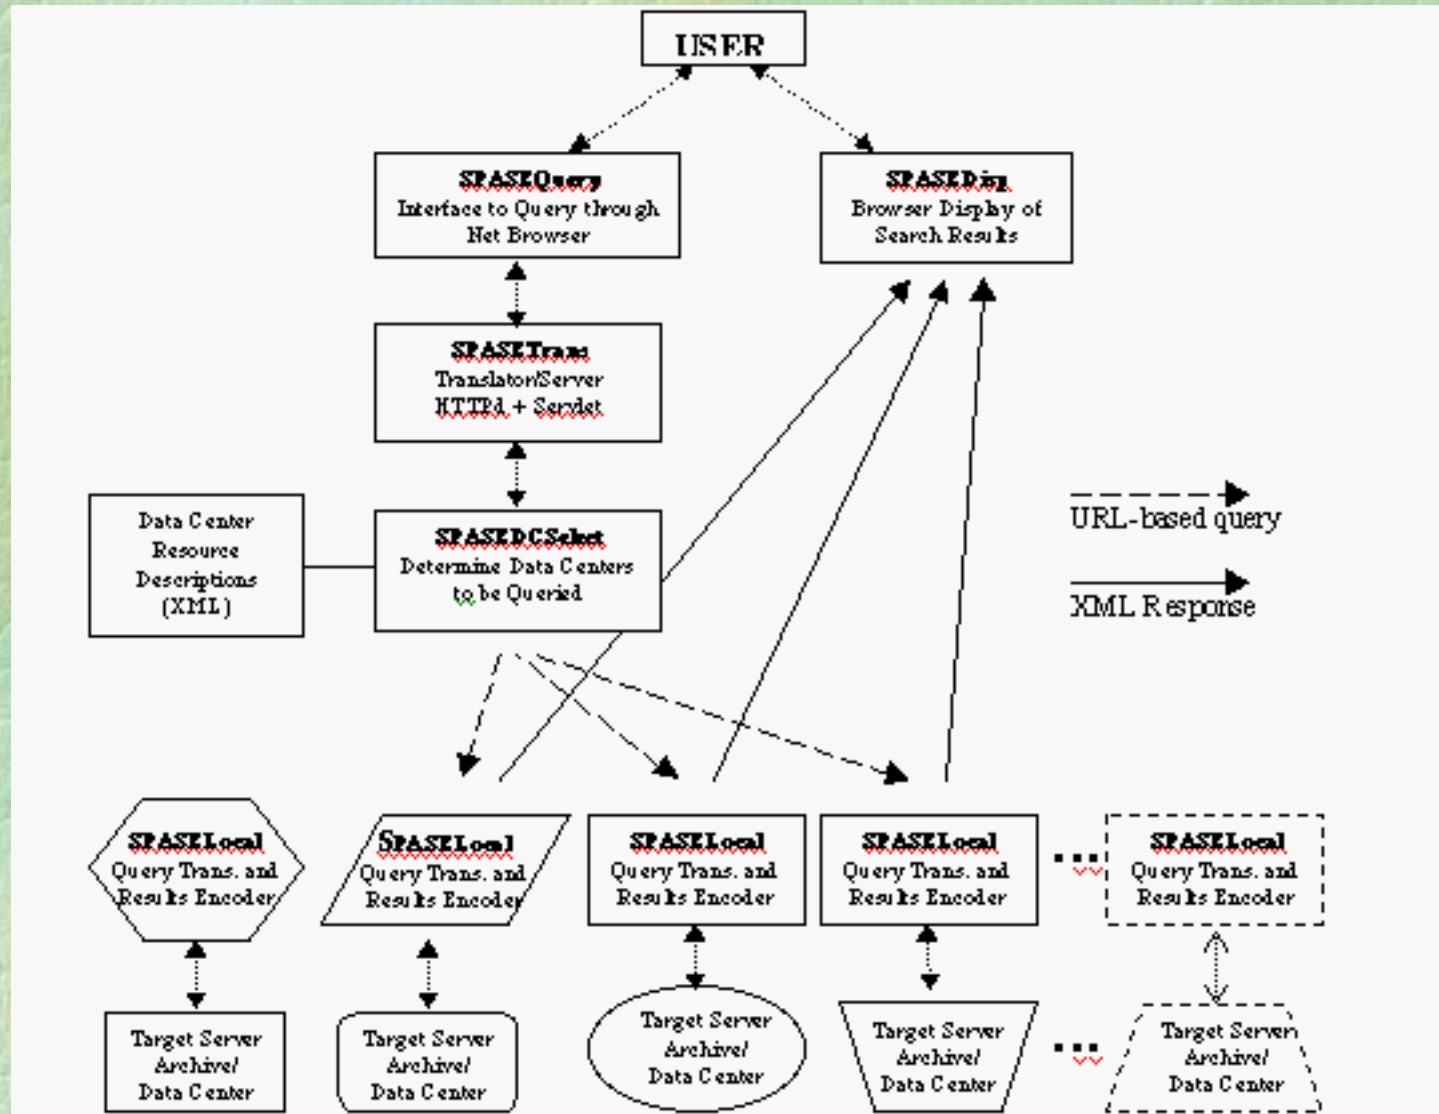 USER
SPASEQuery
Interface to Query through
Net Browser
SPASEDisp
Browser Display of
Search Results
SPASETrans
Translator/Server
HTTPd + Servlet
Data Center
Resource
Descriptions
(XML)
SPASEDCSelect
Determine Data Centers
to be Queried
URL-based query
XML Response
SPASELocal
Query Trans. and
Results Encoder
SPASELocal
Query Trans. and
Results Encoder
SPASELocal
Query Trans. and
Results Encoder
SPASELocal
Query Trans. and
Results Encoder
...
SPASELocal
Query Trans. and
Results Encoder
Target Server
Archive/
Data Center
Target Server
Archive/
Data Center
Target Server
Archive/
Data Center
Target Server
Archive/
Data Center
...
Target Server
Archive/
Data Center